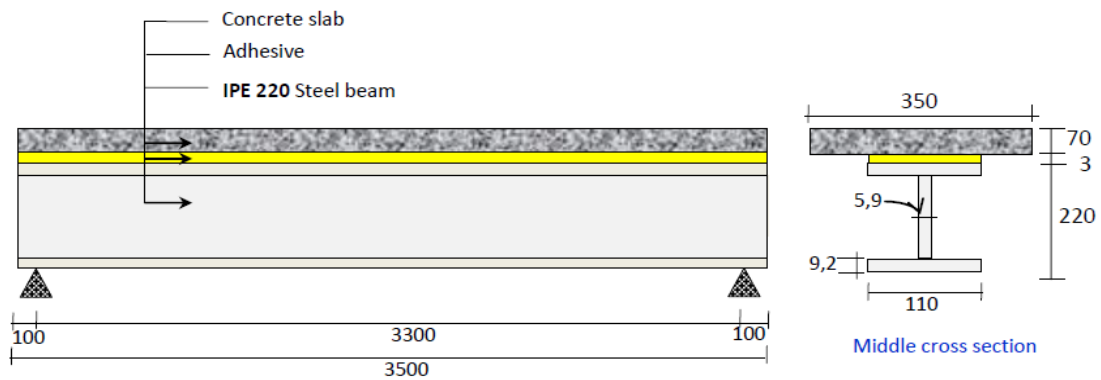 Concrete slab
Adhesive
IPE 220 Steel beam
100
3300
100
3500
350
70
3
5,9
220
9,2
110
Middle cross section